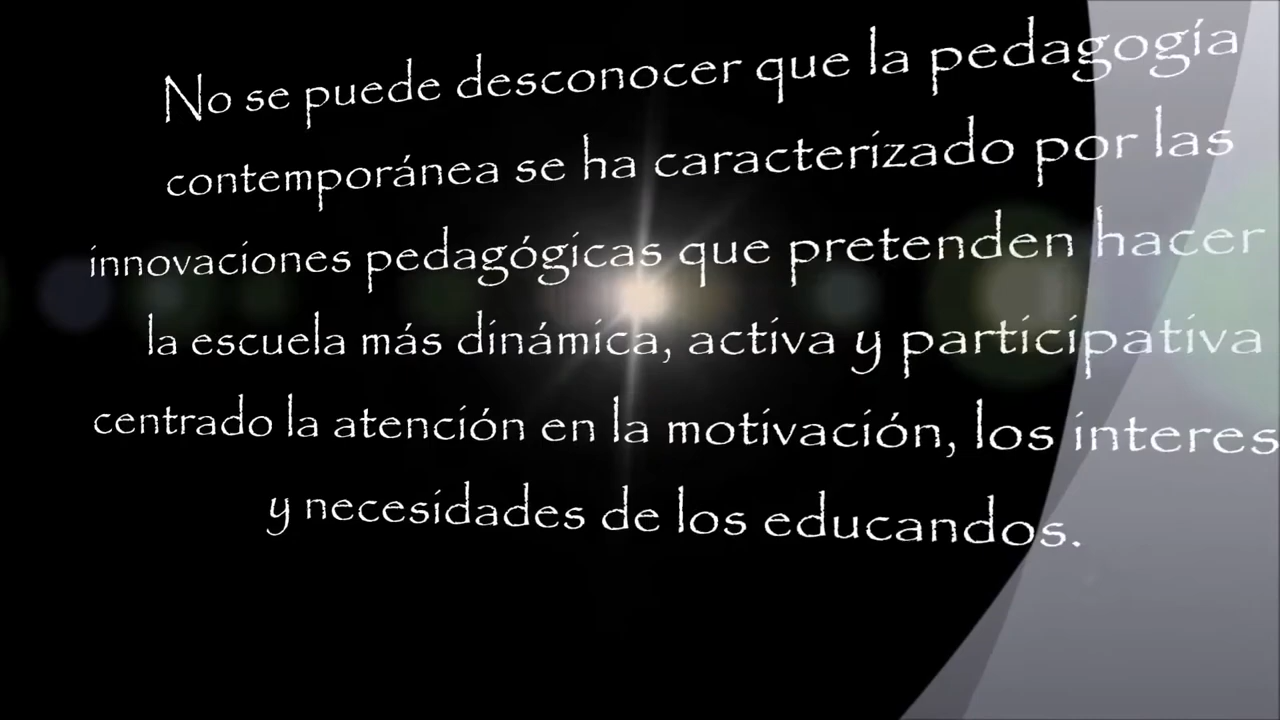 No se puede desconocer que la pedagogía
contemporánea se ha caracterizado por las
innovaciones pedagógicas que pretenden hacer
la escuela más dinámica, activa y participativa
centrado la atención en la motivación, los interes
y necesidades de los educandos.